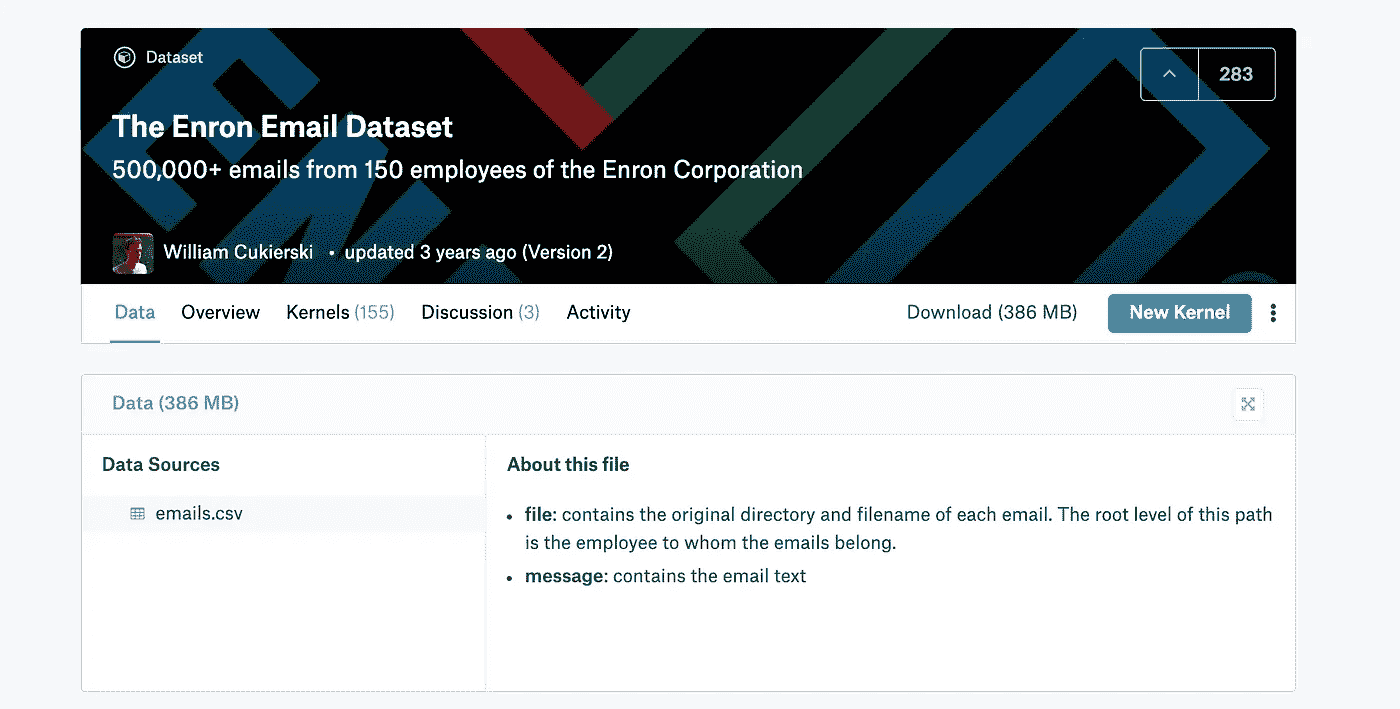 Dataset
283
The Enron Email Dataset
500,000+ emails from 150 employees of the Enron Corporation
William Cukierski • updated 3 years ago (Version 2)
Data Overview Kernels (155) Discussion (3) Activity Download (386 MB) New Kernel
Data (386 MB)
Data Sources
emails.csv
About this file
• file: contains the original directory and filename of each email. The root level of this path
is the employee to whom the emails belong.
• message: contains the email text